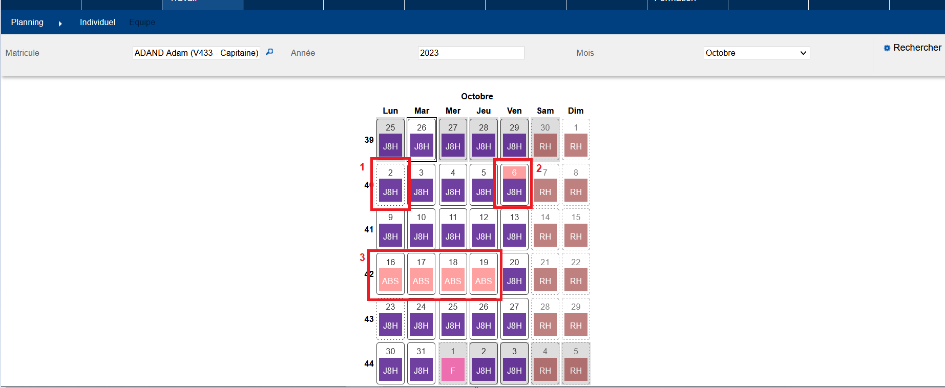 Travail Formation
Planning Individuel Equipe
Matricule ADAND Adam (V433 Capitaine) Année 2023 Mois Octobre Rechercher
Octobre
Lun Mar Mer Jeu Ven Sam Dim
25 26 27 28 29 30 1
39 J8H J8H J8H J8H J8H RH RH
1 2 3 4 5 6 2 7 8
40 J8H J8H J8H J8H J8H RH RH
9 10 11 12 13 14 15
41 J8H J8H J8H J8H J8H RH RH
3 16 17 18 19 20 21 22
42 ABS ABS ABS ABS J8H RH RH
23 24 25 26 27 28 29
43 J8H J8H J8H J8H J8H RH RH
30 31 1 2 3 4 5
44 J8H J8H F J8H J8H RH RH